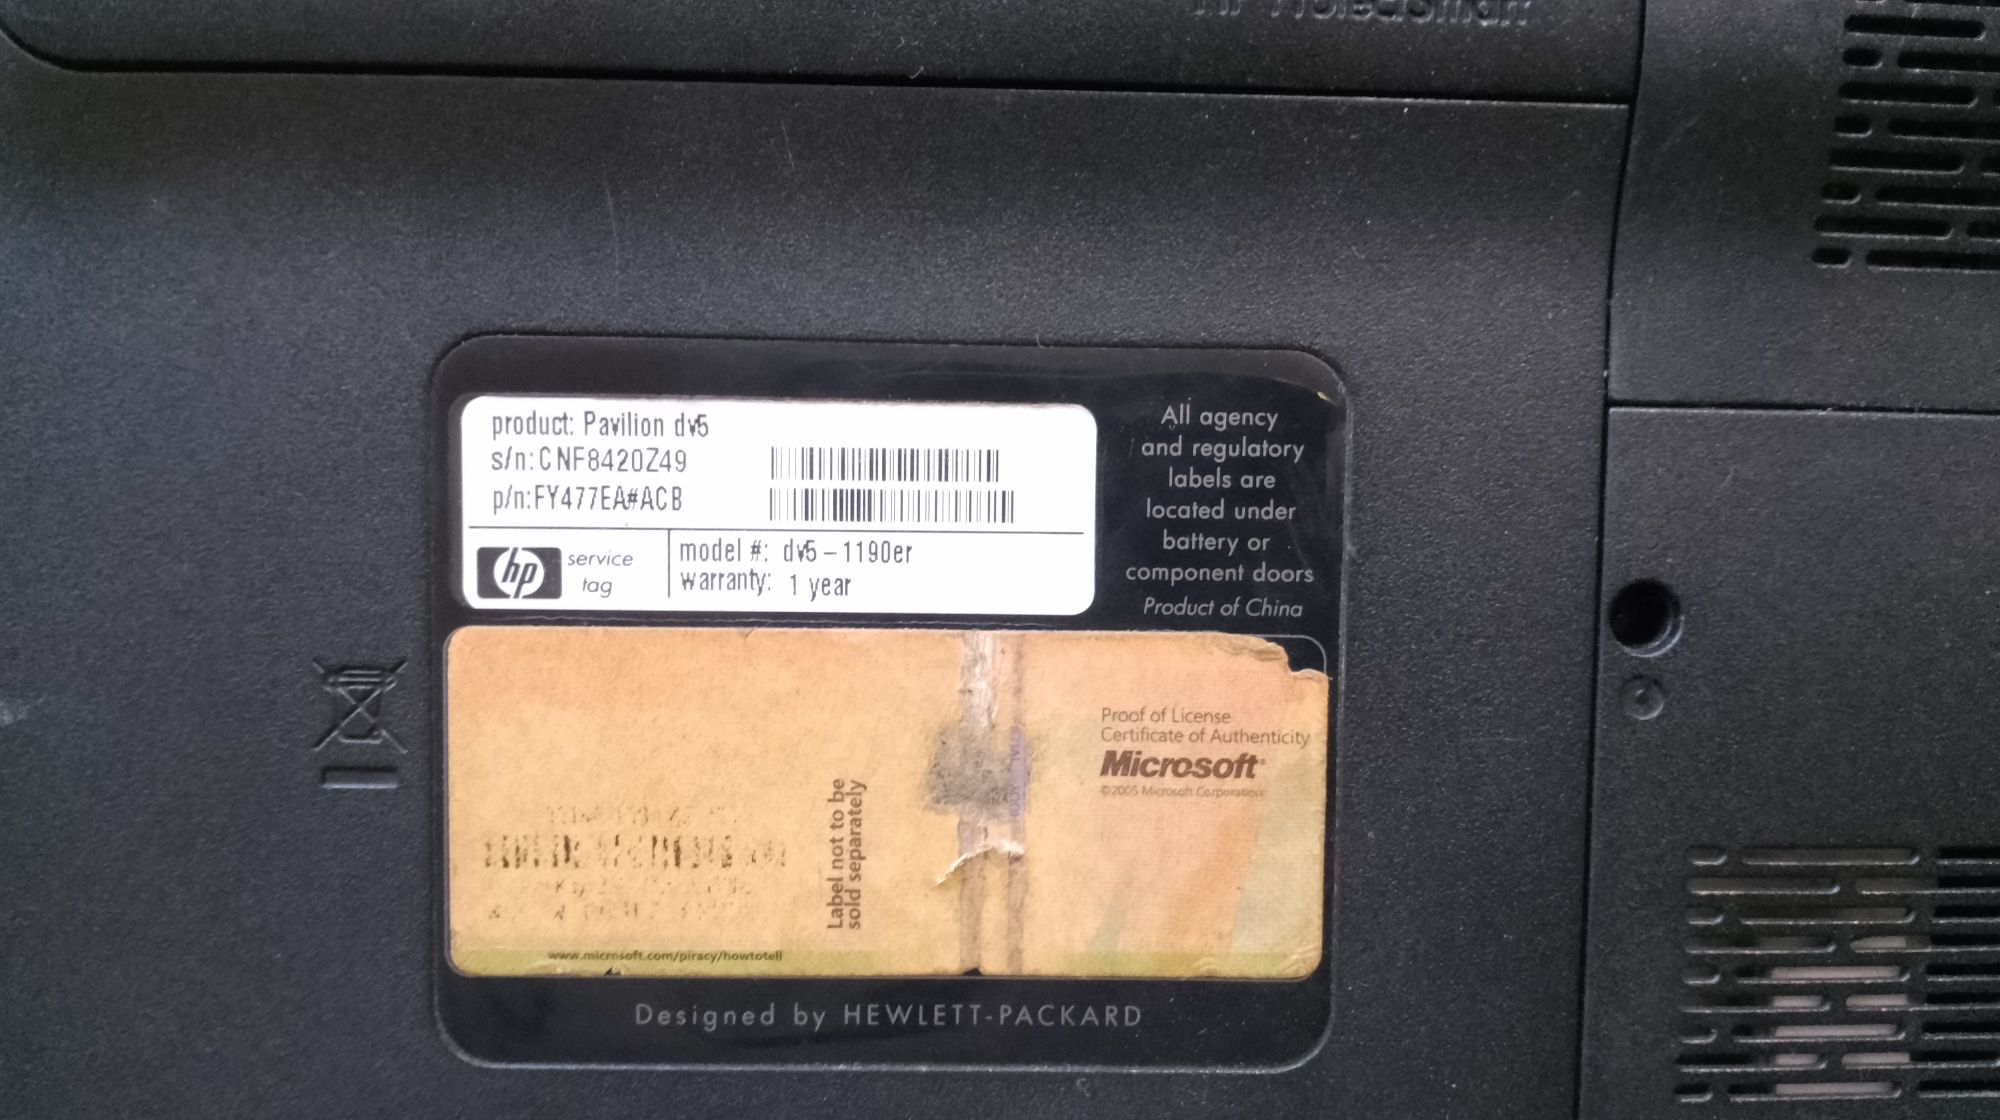 HP ProtectSmart
product: Pavilion dv5
s/n:CNF8420Z49
p/n:FY477EA#ACB
hp service tag
model #: dv5-1190er
warranty: 1 year
All agency
and regulatory
labels are
located under
battery or
component doors
Product of China
Proof of License
Certificate of Authenticity
Microsoft®
©2005 Microsoft Corporation
Label not to be
sold separately
www.microsoft.com/piracy/howtotell
Designed by HEWLETT-PACKARD